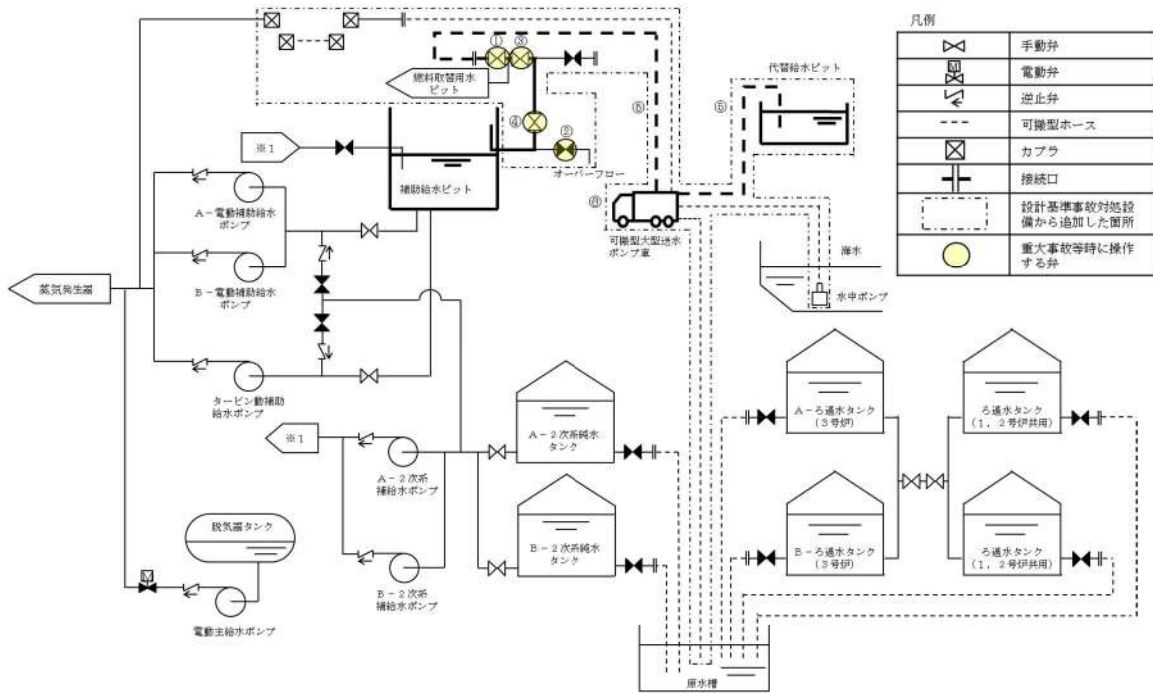 凡例
手動弁
M
電動弁
逆止弁
可搬型ホース
カプラ
接続口
設計基準事故対処設
備から追加した箇所
重大事故等時に操作
する弁
①
③
燃料取替用水
ピット
④
②
オーバーフロー
⑤
⑤
代替給水ピット
※1
補助給水ピット
可搬型大型送水
ポンプ車
海水
水中ポンプ
A-電動補助給水
ポンプ
B-電動補助給水
ポンプ
蒸気発生器
タービン動補助
給水ポンプ
※1
A-2次系
補給水ポンプ
B-2次系
補給水ポンプ
A-2次系純水
タンク
B-2次系純水
タンク
A-ろ過水タンク
(3号炉)
ろ過水タンク
(1,2号炉共用)
B-ろ過水タンク
(3号炉)
ろ過水タンク
(1,2号炉共用)
脱気器タンク
M
電動主給水ポンプ
原水槽